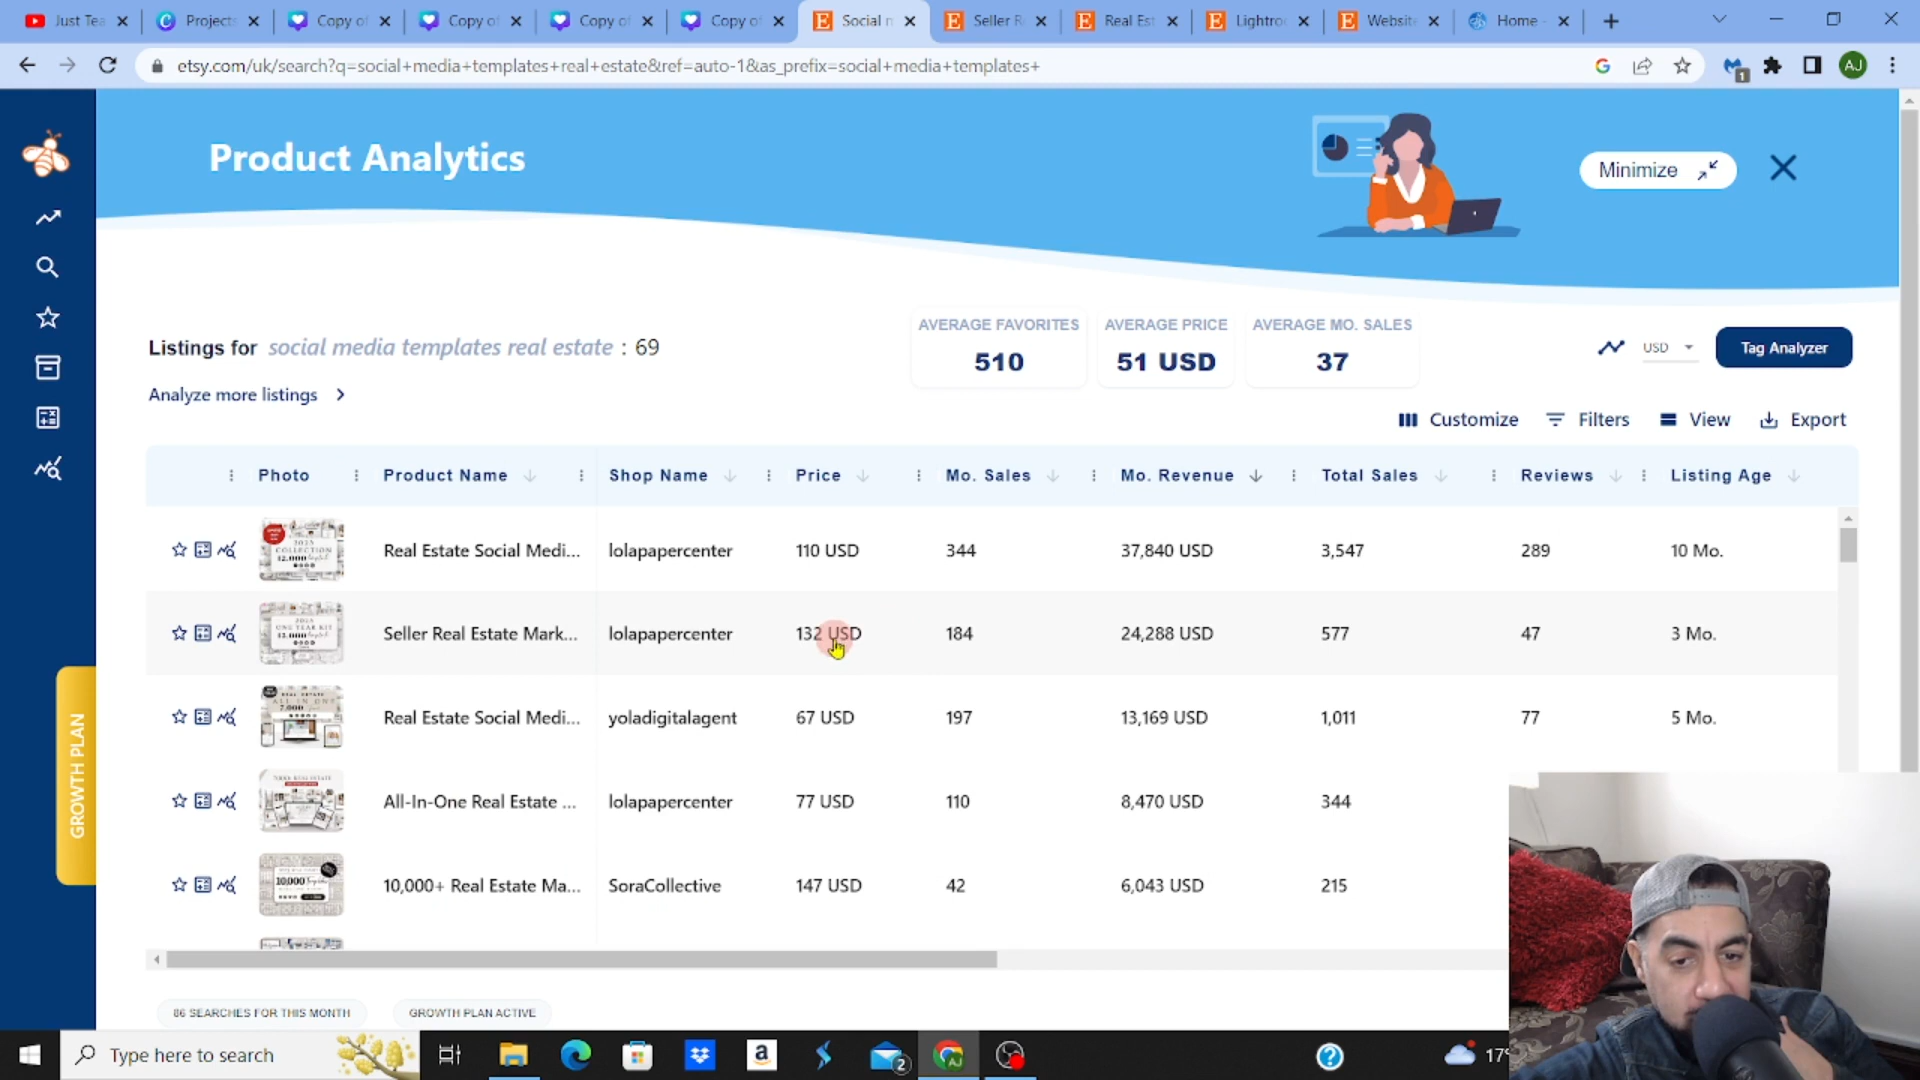 Just Tea
Projects
Copy of
Copy of
Copy of
Copy of
Social m
Seller R
Real Est
Lightroo
Website
Home -
etsy.com/uk/search?q=social+media+templates+real+estate&ref=auto-1&as_prefix=social+media+templates+
1
AJ
Product Analytics
Minimize
Listings for social media templates real estate : 69
AVERAGE FAVORITES
510
AVERAGE PRICE
51 USD
AVERAGE MO. SALES
37
USD
Tag Analyzer
Analyze more listings >
Customize Filters View Export
Photo Product Name Shop Name Price Mo. Sales Mo. Revenue Total Sales Reviews Listing Age
Real Estate Social Medi... lolapapercenter 110 USD 344 37,840 USD 3,547 289 10 Mo.
Seller Real Estate Mark... lolapapercenter 132 USD 184 24,288 USD 577 47 3 Mo.
Real Estate Social Medi... yoladigitalagent 67 USD 197 13,169 USD 1,011 77 5 Mo.
All-In-One Real Estate ... lolapapercenter 77 USD 110 8,470 USD 344
10,000+ Real Estate Ma... SoraCollective 147 USD 42 6,043 USD 215
GROWTH PLAN
86 SEARCHES FOR THIS MONTH
GROWTH PLAN ACTIVE
Type here to search
2
17°